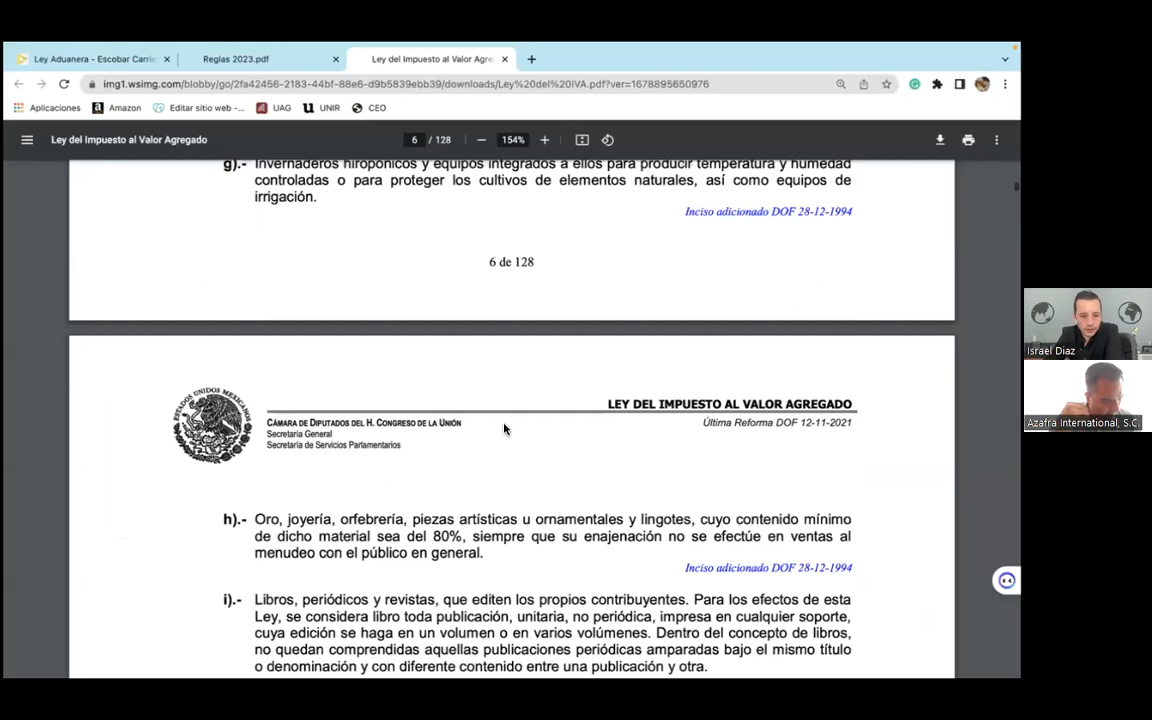 Ley Aduanera - Escobar Carri
Reglas 2023.pdf
Ley del Impuesto al Valor Agre
img1.wsimg.com/blobby/go/2fa42456-2183-44bf-88e6-d9b5839ebb39/downloads/Ley%20del%20IVA.pdf?ver=1678895650976
Aplicaciones
Amazon
Editar sitio web -...
UAG
UNIR
CEO
Ley del Impuesto al Valor Agregado
6 / 128
154%
g).- Invernaderos hidropónicos y equipos integrados a ellos para producir temperatura y humedad
controladas o para proteger los cultivos de elementos naturales, así como equipos de
irrigación.
Inciso adicionado DOF 28-12-1994
6 de 128
ESTADOS UNIDOS MEXICANOS
LEY DEL IMPUESTO AL VALOR AGREGADO
CÁMARA DE DIPUTADOS DEL H. CONGRESO DE LA UNIÓN
Última Reforma DOF 12-11-2021
Secretaría General
Secretaría de Servicios Parlamentarios
h).- Oro, joyería, orfebrería, piezas artísticas u ornamentales y lingotes, cuyo contenido mínimo
de dicho material sea del 80%, siempre que su enajenación no se efectúe en ventas al
menudeo con el público en general.
Inciso adicionado DOF 28-12-1994
i).- Libros, periódicos y revistas, que editen los propios contribuyentes. Para los efectos de esta
Ley, se considera libro toda publicación, unitaria, no periódica, impresa en cualquier soporte,
cuya edición se haga en un volumen o en varios volúmenes. Dentro del concepto de libros,
no quedan comprendidas aquellas publicaciones periódicas amparadas bajo el mismo título
o denominación y con diferente contenido entre una publicación y otra.
Israel Diaz
Azafra International, S.C.